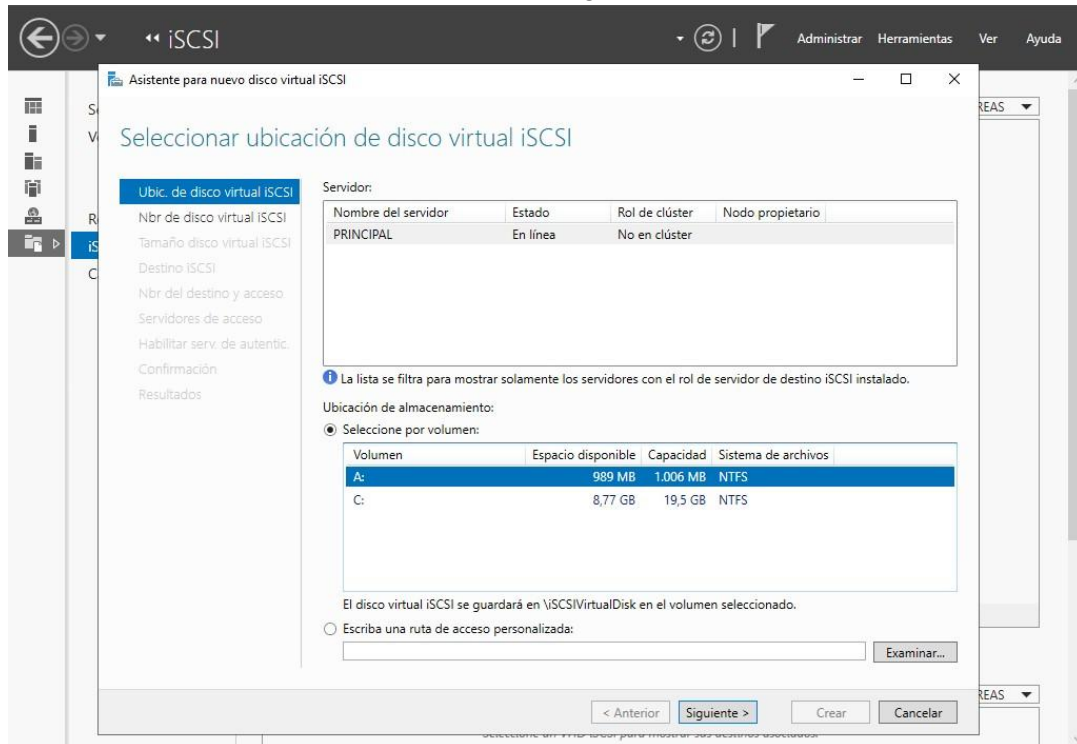 iSCSI
Administrar Herramientas Ver Ayuda
Asistente para nuevo disco virtual iSCSI
Seleccionar ubicación de disco virtual iSCSI
Ubic. de disco virtual iSCSI
Nbr de disco virtual iSCSI
Tamaño disco virtual iSCSI
Destino iSCSI
Nbr del destino y acceso
Servidores de acceso
Habilitar serv. de autentic.
Confirmación
Resultados
Servidor:
Nombre del servidor Estado Rol de clúster Nodo propietario
PRINCIPAL En línea No en clúster
La lista se filtra para mostrar solamente los servidores con el rol de servidor de destino iSCSI instalado.
Ubicación de almacenamiento:
Seleccione por volumen:
Volumen Espacio disponible Capacidad Sistema de archivos
A: 989 MB 1.006 MB NTFS
C: 8,77 GB 19,5 GB NTFS
El disco virtual iSCSI se guardará en \iSCSIVirtualDisk en el volumen seleccionado.
Escriba una ruta de acceso personalizada:
Examinar...
< Anterior Siguiente > Crear Cancelar